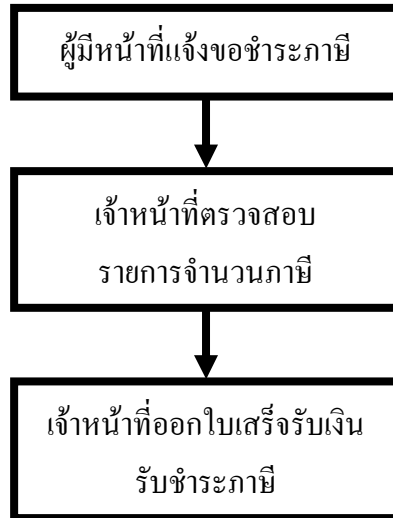 ผู้มีหน้าที่แจ้งขอชำระภาษี
เจ้าหน้าที่ตรวจสอบ
รายการจำนวนภาษี
เจ้าหน้าที่ออกใบเสร็จรับเงิน
รับชำระภาษี